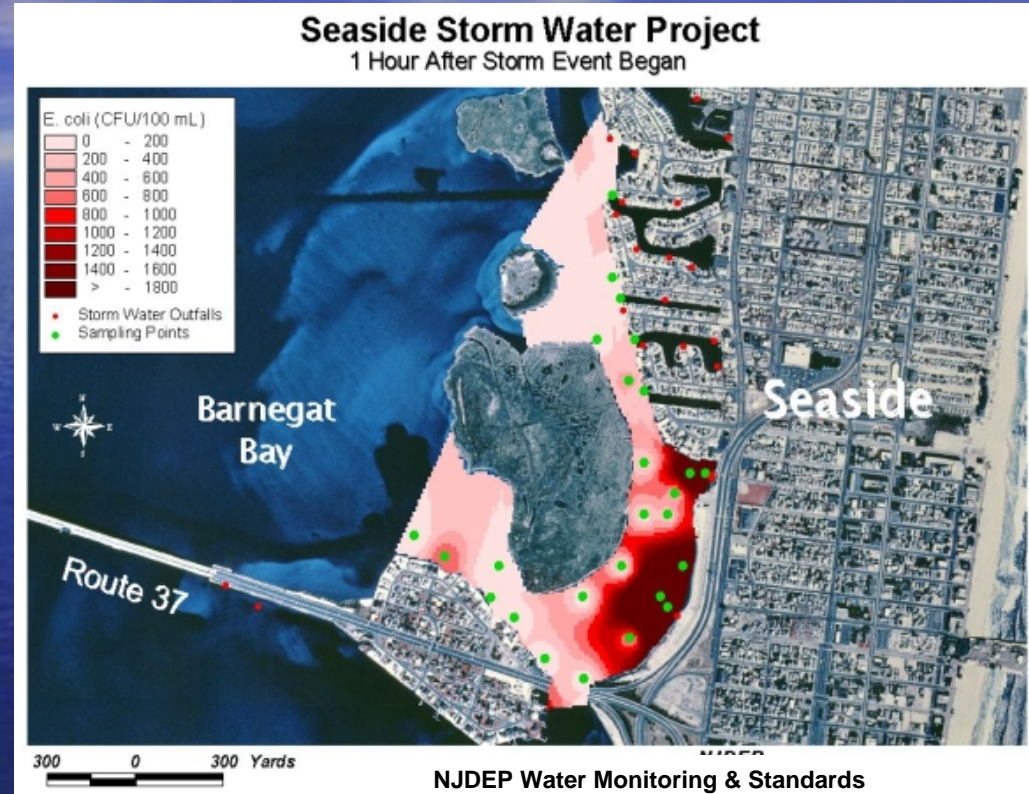 Seaside Storm Water Project
1 Hour After Storm Event Began
E. coli (CFU/100 mL)
0 - 200
200 - 400
400 - 600
600 - 800
800 - 1000
1000 - 1200
1200 - 1400
1400 - 1600
> - 1800
Storm Water Outfalls
Sampling Points
N
W E
S
Barnegat
Bay
Seaside
Route 37
300 0 300 Yards
NJDEP
NJDEP Water Monitoring & Standards